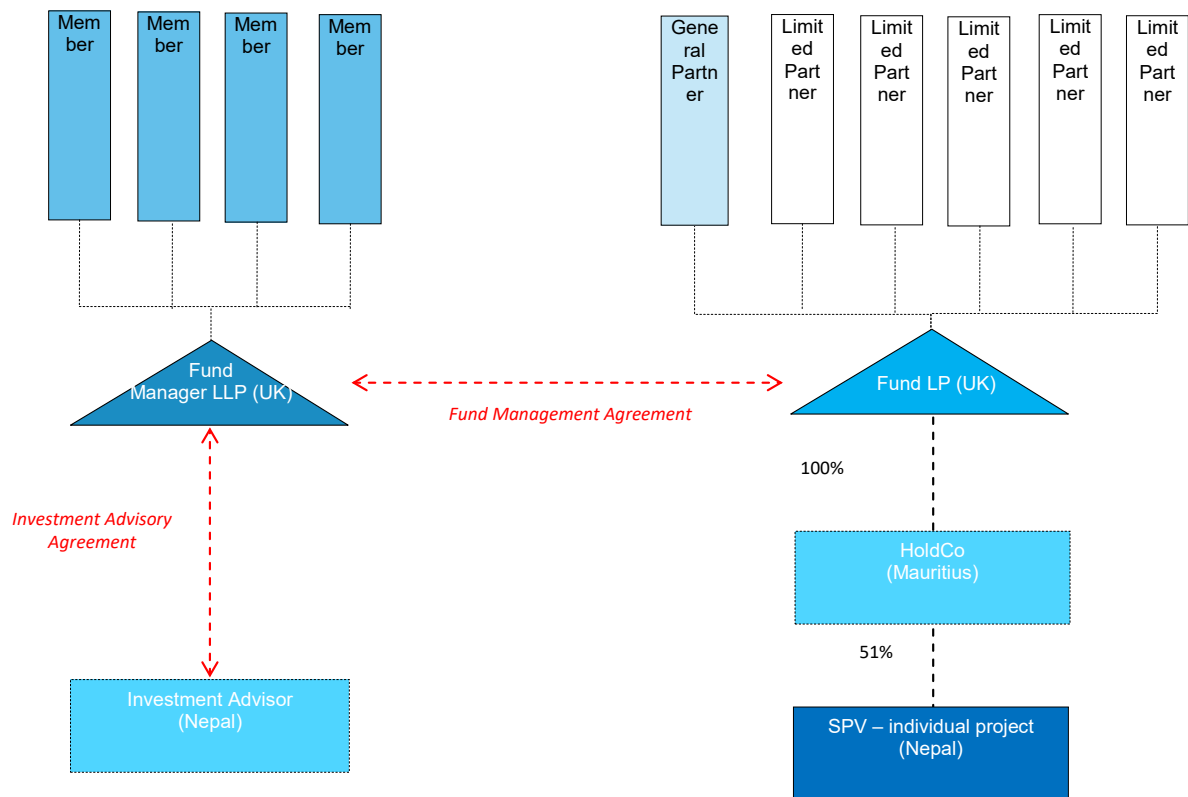 Mem
ber
Mem
ber
Mem
ber
Mem
ber
Gene
ral
Partn
er
Limit
ed
Part
ner
Limit
ed
Part
ner
Limit
ed
Part
ner
Limit
ed
Part
ner
Limit
ed
Part
ner
Fund
Manager LLP (UK)
Fund Management Agreement
Fund LP (UK)
100%
Investment Advisory
Agreement
HoldCo
(Mauritius)
51%
Investment Advisor
(Nepal)
SPV – individual project
(Nepal)